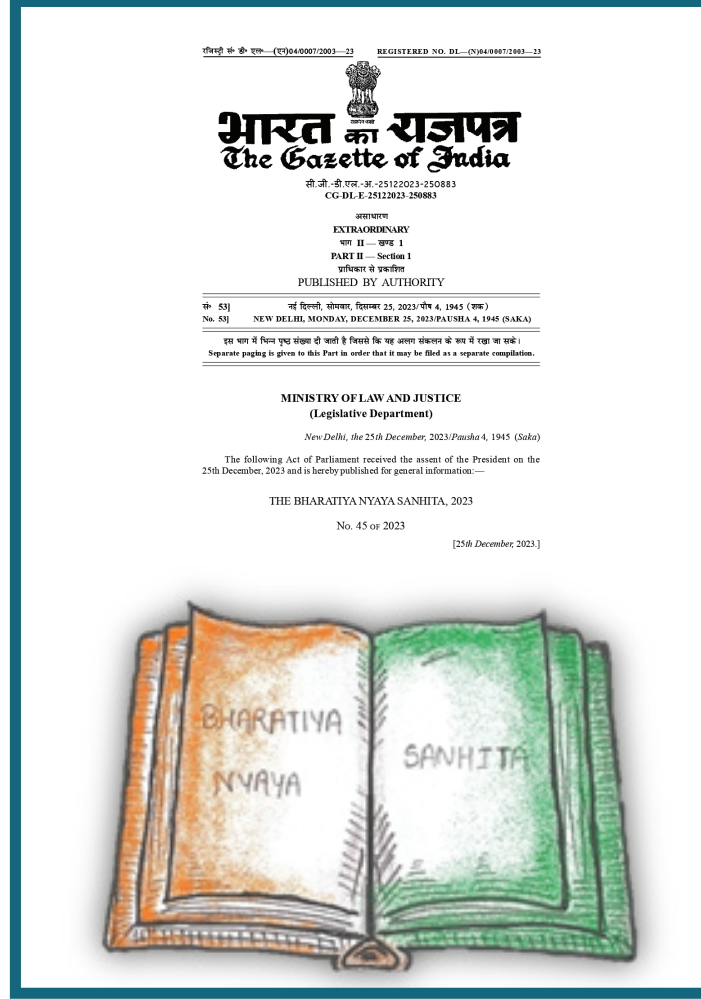 रजिस्ट्री सं॰ डी॰ एल॰—(एन)04/0007/2003—23 REGISTERED NO. DL—(N)04/0007/2003—23
भारत का राजपत्र
The Gazette of India
सी.जी.-डी.एल.-अ.-25122023-250883
CG-DL-E-25122023-250883
असाधारण
EXTRAORDINARY
भाग II — खण्ड 1
PART II — Section 1
प्राधिकार से प्रकाशित
PUBLISHED BY AUTHORITY
सं॰ 53] नई दिल्ली, सोमवार, दिसम्बर 25, 2023/पौष 4, 1945 (शक)
No. 53] NEW DELHI, MONDAY, DECEMBER 25, 2023/PAUSHA 4, 1945 (SAKA)
इस भाग में भिन्न पृष्ठ संख्या दी जाती है जिससे कि यह अलग संकलन के रूप में रखा जा सके।
Separate paging is given to this Part in order that it may be filed as a separate compilation.
MINISTRY OF LAW AND JUSTICE
(Legislative Department)
New Delhi, the 25th December, 2023/Pausha 4, 1945 (Saka)
The following Act of Parliament received the assent of the President on the
25th December, 2023 and is hereby published for general information:—
THE BHARATIYA NYAYA SANHITA, 2023
No. 45 OF 2023
[25th December, 2023.]
BHARATIYA
NYAYA
SANHITA